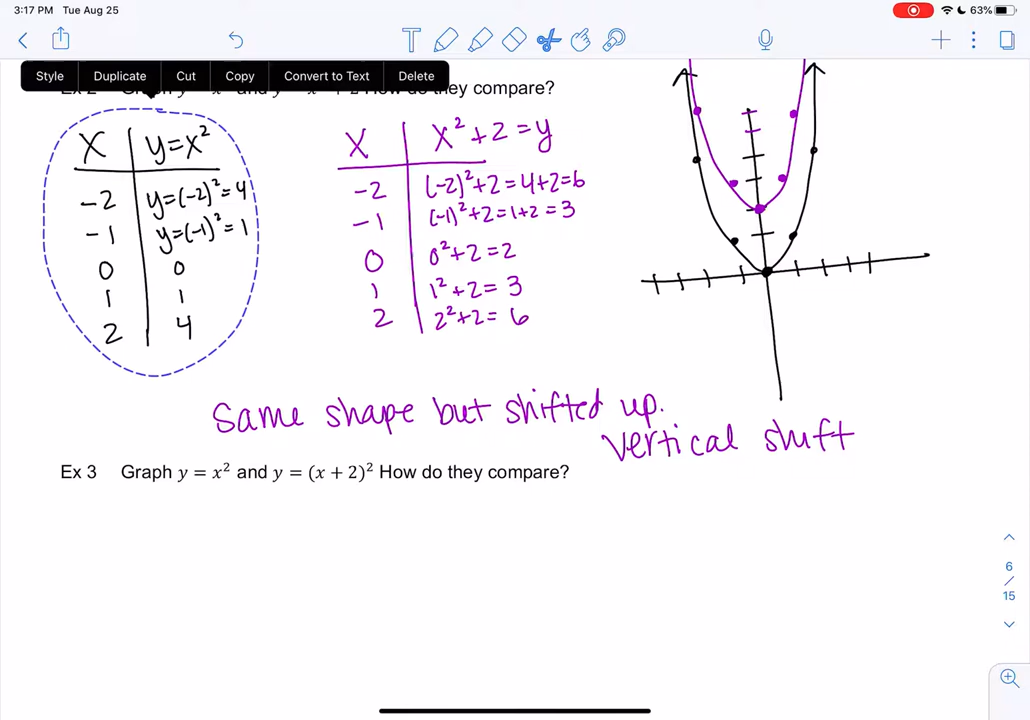 3:17 PM Tue Aug 25
63%
Style Duplicate Cut Copy Convert to Text Delete
they compare?
X y=x²
-2 y=(-2)²=4
-1 y=(-1)²=1
0 0
1 1
2 4
X x²+2=y
-2 (-2)²+2=4+2=6
-1 (-1)²+2=1+2=3
0 0²+2=2
1 1²+2=3
2 2²+2=6
Same shape but shifted up.
vertical shift
Ex 3 Graph y = x² and y = (x + 2)² How do they compare?
6
/
15